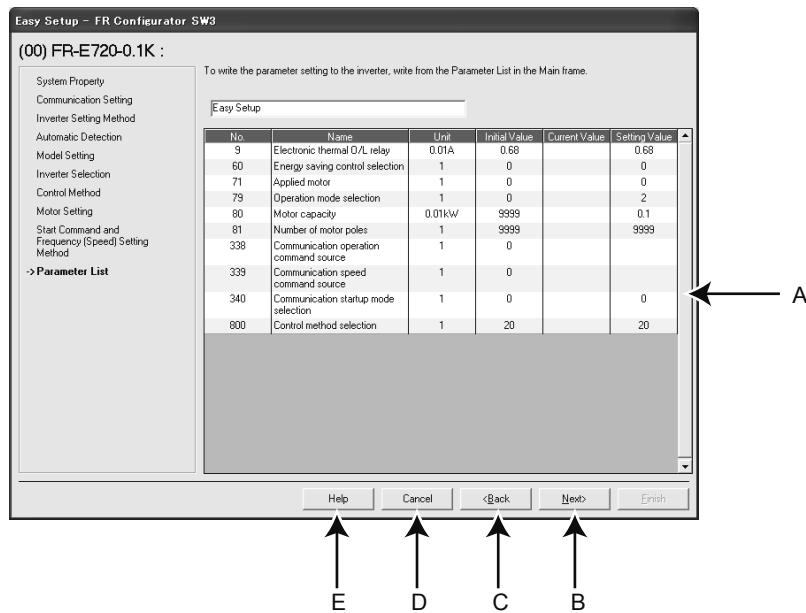 Easy Setup - FR Configurator SW3
(00) FR-E720-0.1K :
System Property
Communication Setting
Inverter Setting Method
Automatic Detection
Model Setting
Inverter Selection
Control Method
Motor Setting
Start Command and
Frequency (Speed) Setting
Method
-> Parameter List
To write the parameter setting to the inverter, write from the Parameter List in the Main frame.
Easy Setup
No. Name Unit Initial Value Current Value Setting Value
9 Electronic thermal O/L relay 0.01A 0.68 0.68
60 Energy saving control selection 1 0 0
71 Applied motor 1 0 0
79 Operation mode selection 1 0 2
80 Motor capacity 0.01kW 9999 0.1
81 Number of motor poles 1 9999 9999
338 Communication operation 1 0
command source
339 Communication speed 1 0
command source
340 Communication startup mode 1 0 0
selection
800 Control method selection 1 20 20
A
Help Cancel <Back Next> Finish
E D C B